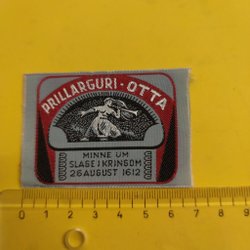 PRILLARGURI - OTTA
MINNE UM
SLAGE I KRINGOM
26 AUGUST 1612
0 1 2 3 4 5 6 7 8 9